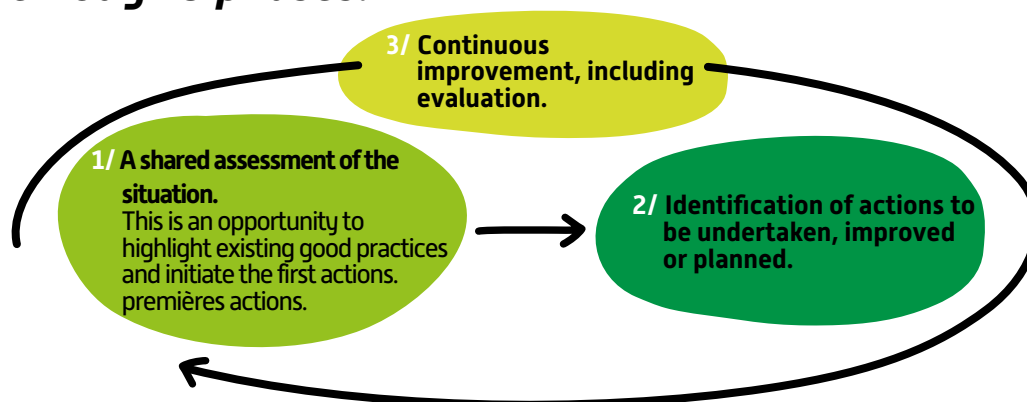 3/ Continuous
improvement, including
evaluation.
1/ A shared assessment of the
situation.
This is an opportunity to
highlight existing good practices
and initiate the first actions.
premières actions.
2/ Identification of actions to
be undertaken, improved
or planned.